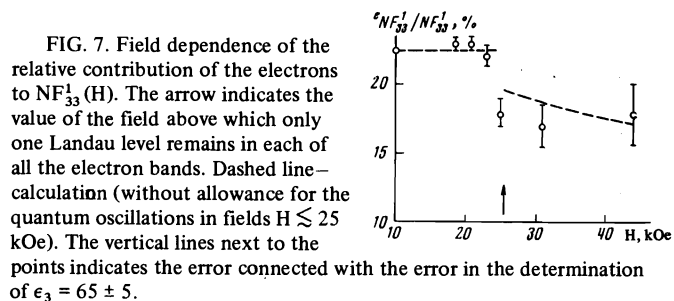 FIG. 7. Field dependence of the
relative contribution of the electrons
to NF¹₃₃ (H). The arrow indicates the
value of the field above which only
one Landau level remains in each of
all the electron bands. Dashed line—
calculation (without allowance for the
quantum oscillations in fields H ≲ 25
kOe). The vertical lines next to the
points indicates the error connected with the error in the determination
of ϵ₃ = 65 ± 5.
ᵉNF¹₃₃/NF¹₃₃, %
20
15
10
10 20 30 40 H, kOe